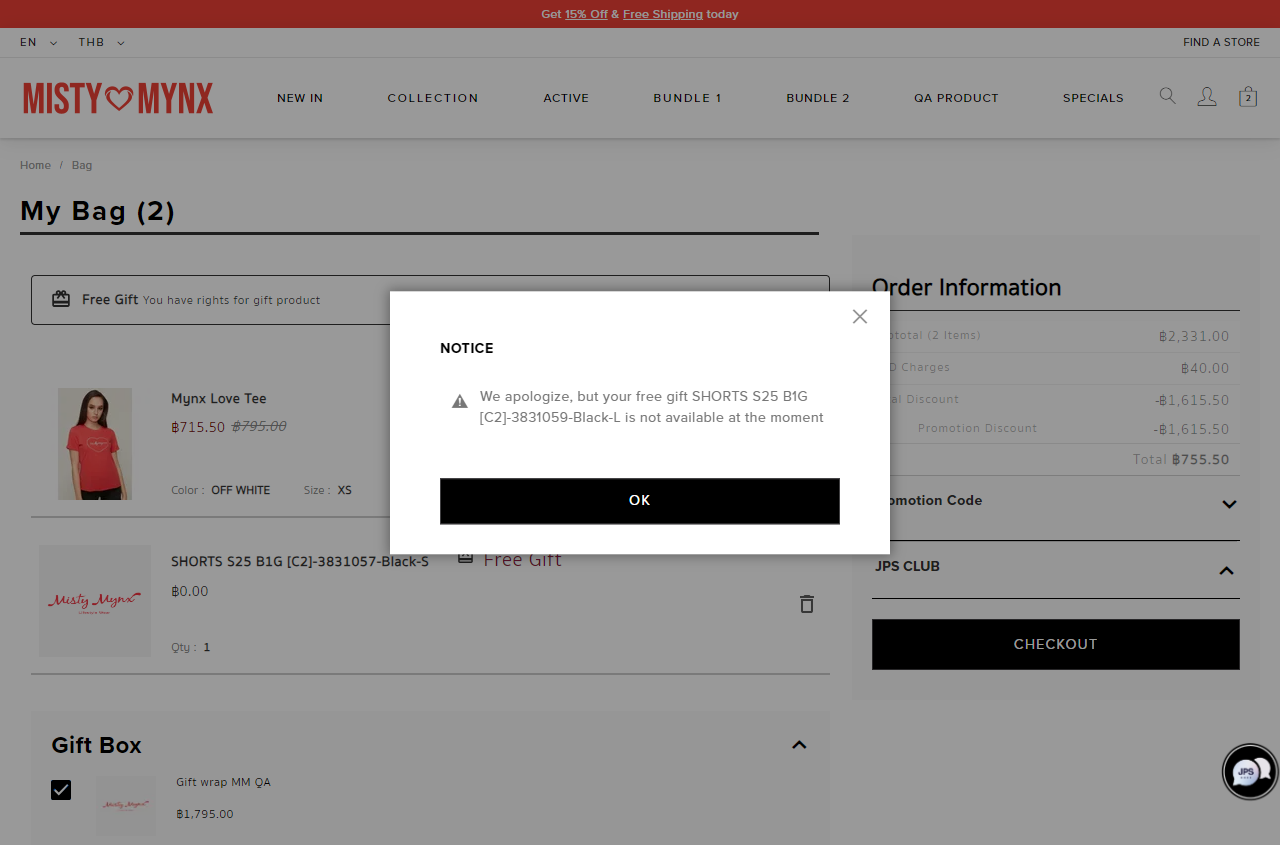 Get 15% Off & Free Shipping today
EN THB FIND A STORE
MISTY MYNX
NEW IN COLLECTION ACTIVE BUNDLE 1 BUNDLE 2 QA PRODUCT SPECIALS 2
Home / Bag
My Bag (2)
Free Gift You have rights for gift product
Mynx Love Tee
฿715.50 ฿795.00
Color : OFF WHITE Size : XS
SHORTS S25 B1G [C2]-3831057-Black-S Free Gift
Misty Mynx
฿0.00
Qty : 1
Gift Box
Gift wrap MM QA
Misty Mynx
฿1,795.00
NOTICE
We apologize, but your free gift SHORTS S25 B1G
[C2]-3831059-Black-L is not available at the moment
OK
Order Information
total (2 Items) ฿2,331.00
D Charges ฿40.00
al Discount -฿1,615.50
Promotion Discount -฿1,615.50
Total ฿755.50
omotion Code
JPS CLUB
CHECKOUT
JPS